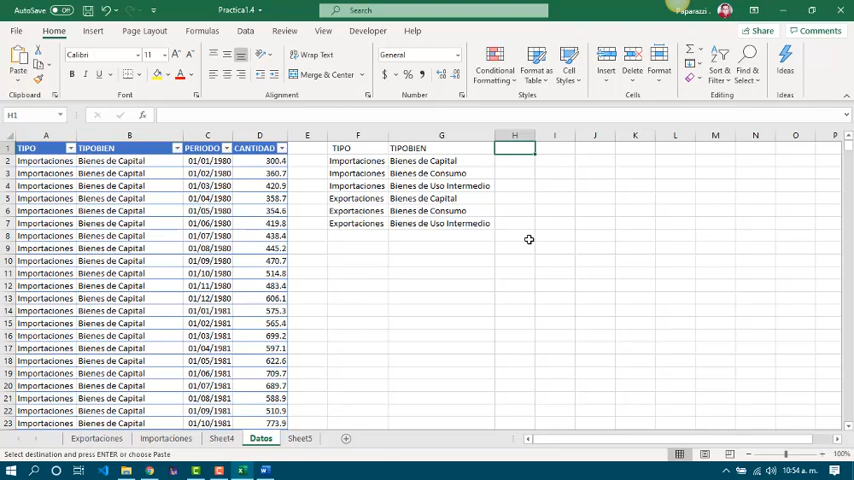 AutoSave Off Practica1.4 Search Paparazzi .
File Home Insert Page Layout Formulas Data Review View Developer Help Share Comments
Paste Calibri 11 A A General
B I U A Wrap Text Merge & Center $ % Conditional Formatting Format as Table Cell Styles Insert Delete Format Sort & Filter Find & Select Ideas
Clipboard Font Alignment Number Styles Cells Editing Ideas
H1 fx
A B C D E F G H I J K L M N O P
1 TIPO TIPOBIEN PERIODO CANTIDAD TIPO TIPOBIEN
2 Importaciones Bienes de Capital 01/01/1980 300.4 Importaciones Bienes de Capital
3 Importaciones Bienes de Capital 01/02/1980 360.7 Importaciones Bienes de Consumo
4 Importaciones Bienes de Capital 01/03/1980 420.9 Importaciones Bienes de Uso Intermedio
5 Importaciones Bienes de Capital 01/04/1980 358.7 Exportaciones Bienes de Capital
6 Importaciones Bienes de Capital 01/05/1980 354.6 Exportaciones Bienes de Consumo
7 Importaciones Bienes de Capital 01/06/1980 419.8 Exportaciones Bienes de Uso Intermedio
8 Importaciones Bienes de Capital 01/07/1980 438.4
9 Importaciones Bienes de Capital 01/08/1980 445.2
10 Importaciones Bienes de Capital 01/09/1980 470.7
11 Importaciones Bienes de Capital 01/10/1980 514.8
12 Importaciones Bienes de Capital 01/11/1980 483.4
13 Importaciones Bienes de Capital 01/12/1980 606.1
14 Importaciones Bienes de Capital 01/01/1981 575.3
15 Importaciones Bienes de Capital 01/02/1981 565.4
16 Importaciones Bienes de Capital 01/03/1981 699.2
17 Importaciones Bienes de Capital 01/04/1981 597.1
18 Importaciones Bienes de Capital 01/05/1981 622.6
19 Importaciones Bienes de Capital 01/06/1981 709.7
20 Importaciones Bienes de Capital 01/07/1981 689.7
21 Importaciones Bienes de Capital 01/08/1981 588.9
22 Importaciones Bienes de Capital 01/09/1981 510.9
23 Importaciones Bienes de Capital 01/10/1981 773.9
Exportaciones Importaciones Sheet4 Datos Sheet5
Select destination and press ENTER or choose Paste 100%
10:54 a. m.